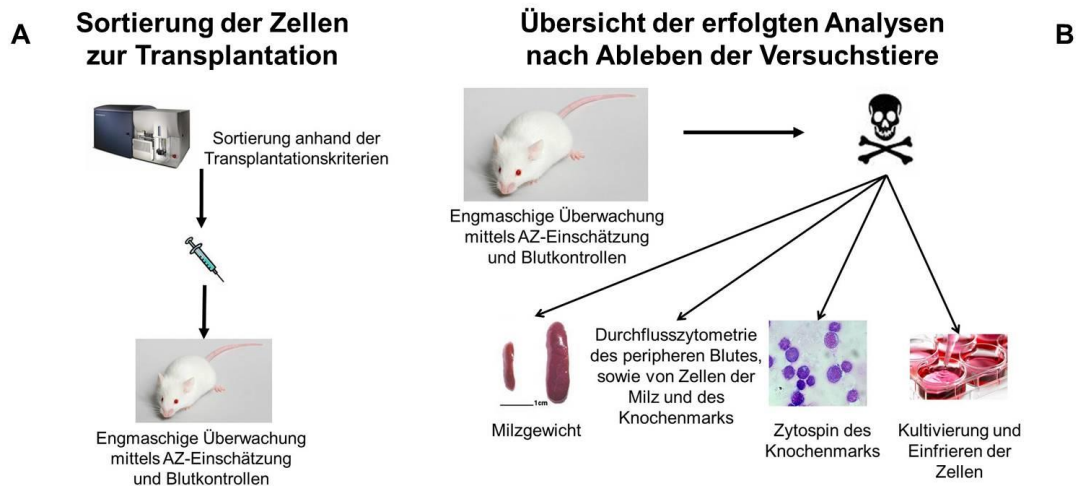 A
Sortierung der Zellen
zur Transplantation
Sortierung anhand der
Transplantationskriterien
Engmaschige Überwachung
mittels AZ-Einschätzung
und Blutkontrollen
Übersicht der erfolgten Analysen
nach Ableben der Versuchstiere
B
Engmaschige Überwachung
mittels AZ-Einschätzung
und Blutkontrollen
1cm
Milzgewicht
Durchflusszytometrie
des peripheren Blutes,
sowie von Zellen der
Milz und des
Knochenmarks
Zytospin des
Knochenmarks
Kultivierung und
Einfrieren der
Zellen